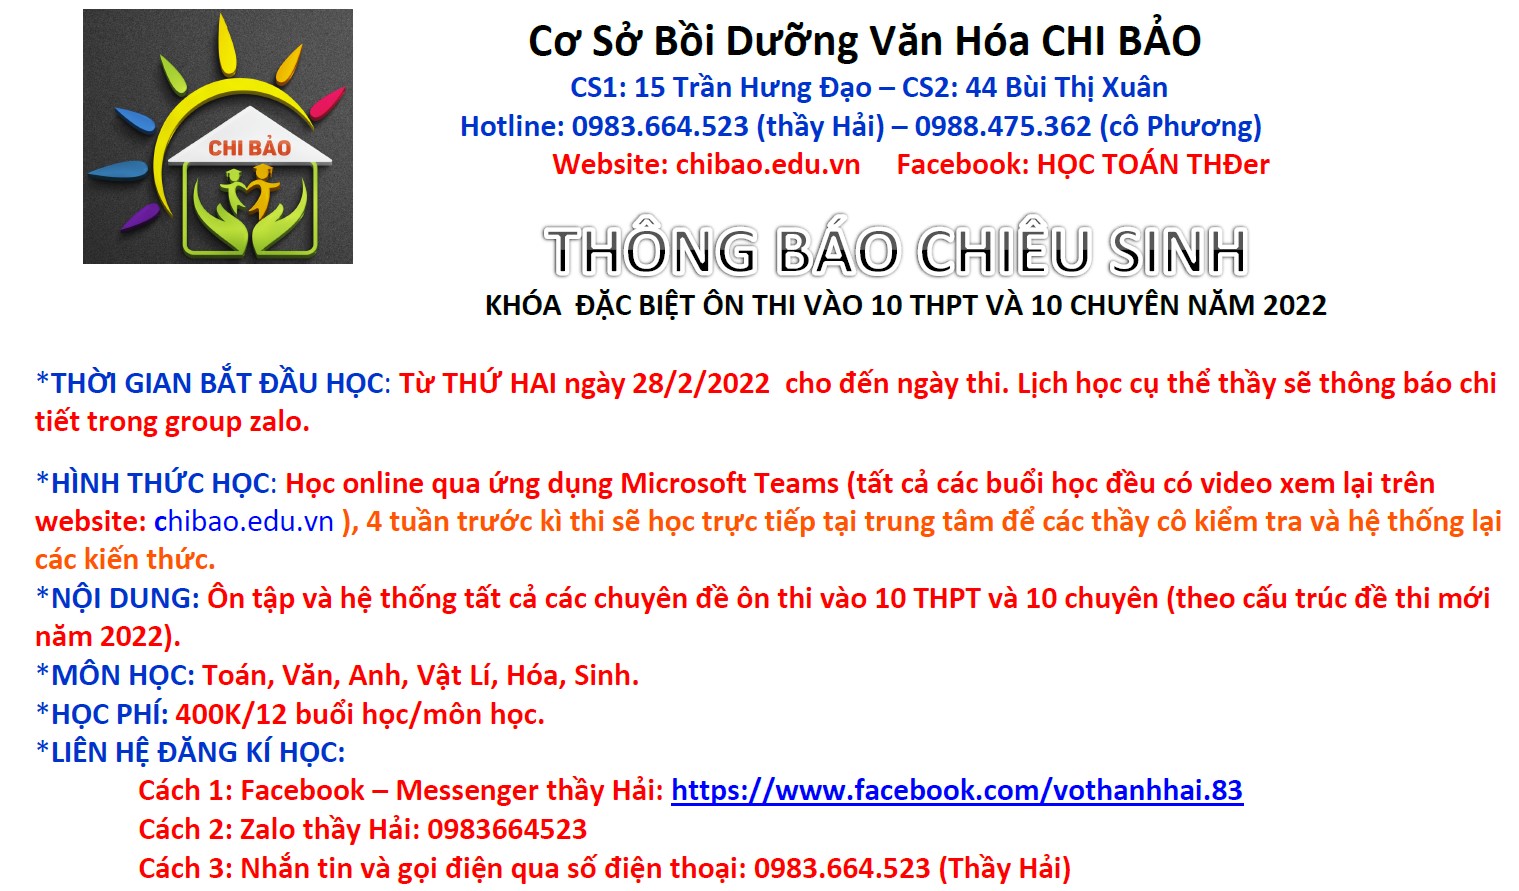 CHI BẢO
Cơ Sở Bồi Dưỡng Văn Hóa CHI BẢO
CS1: 15 Trần Hưng Đạo – CS2: 44 Bùi Thị Xuân
Hotline: 0983.664.523 (thầy Hải) – 0988.475.362 (cô Phương)
Website: chibao.edu.vn Facebook: HỌC TOÁN THĐer
THÔNG BÁO CHIÊU SINH
KHÓA ĐẶC BIỆT ÔN THI VÀO 10 THPT VÀ 10 CHUYÊN NĂM 2022
*THỜI GIAN BẮT ĐẦU HỌC: Từ THỨ HAI ngày 28/2/2022 cho đến ngày thi. Lịch học cụ thể thầy sẽ thông báo chi
tiết trong group zalo.
*HÌNH THỨC HỌC: Học online qua ứng dụng Microsoft Teams (tất cả các buổi học đều có video xem lại trên
website: chibao.edu.vn ), 4 tuần trước kì thi sẽ học trực tiếp tại trung tâm để các thầy cô kiểm tra và hệ thống lại
các kiến thức.
*NỘI DUNG: Ôn tập và hệ thống tất cả các chuyên đề ôn thi vào 10 THPT và 10 chuyên (theo cấu trúc đề thi mới
năm 2022).
*MÔN HỌC: Toán, Văn, Anh, Vật Lí, Hóa, Sinh.
*HỌC PHÍ: 400K/12 buổi học/môn học.
*LIÊN HỆ ĐĂNG KÍ HỌC:
Cách 1: Facebook – Messenger thầy Hải: https://www.facebook.com/vothanhhai.83
Cách 2: Zalo thầy Hải: 0983664523
Cách 3: Nhắn tin và gọi điện qua số điện thoại: 0983.664.523 (Thầy Hải)